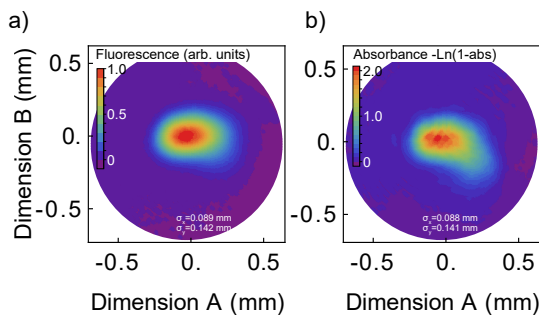 a)
b)
Fluorescence (arb. units)
Absorbance -Ln(1-abs)
0.5
1.0
0.5
0
0.0
-0.5
Dimension B (mm)
σx=0.089 mm
σy=0.142 mm
-0.5
0.
0.5
Dimension A (mm)
0.5
2.0
1.0
0
0.0
-0.5
σx=0.088 mm
σy=0.141 mm
-0.5
0.
0.5
Dimension A (mm)